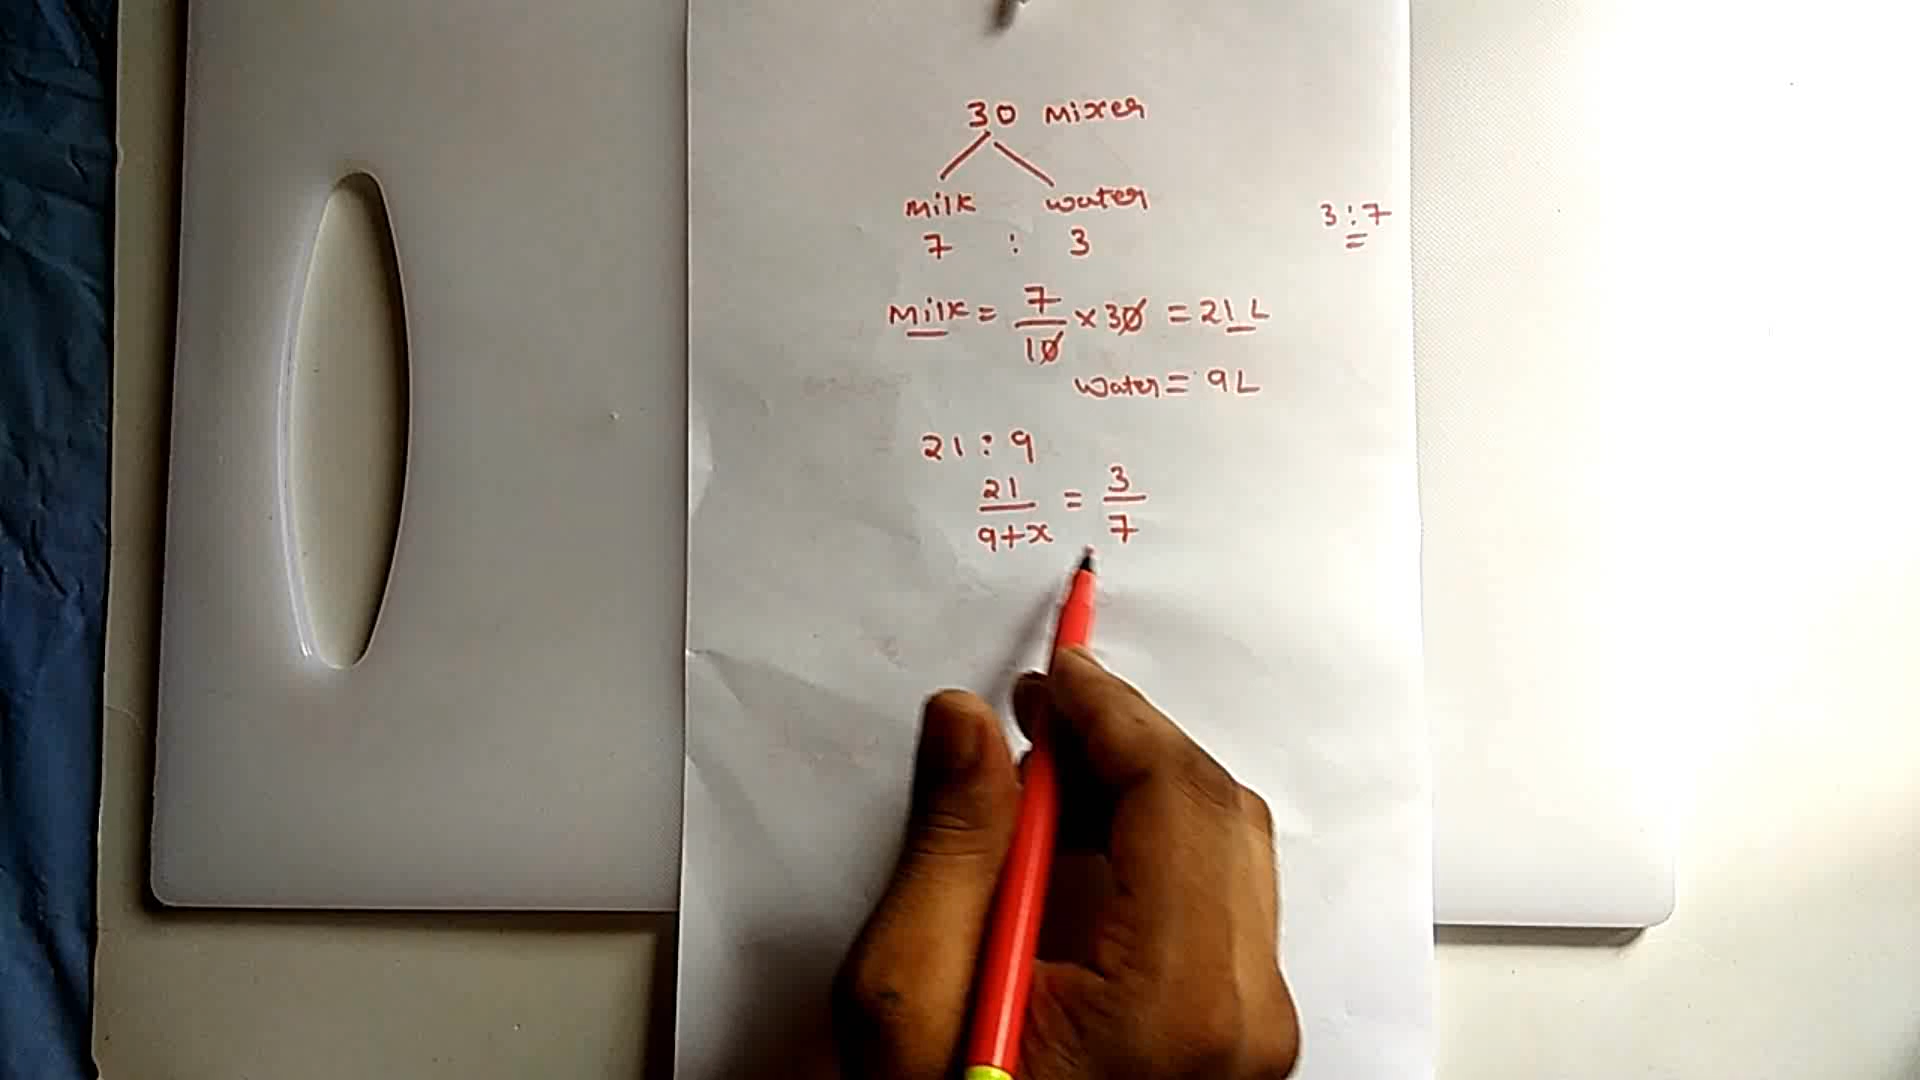 30 Mixer
Milk water
7 : 3
3:7
Milk = 7/10 × 30 = 21 L
Water = 9L
21 : 9
21/9+x = 3/7